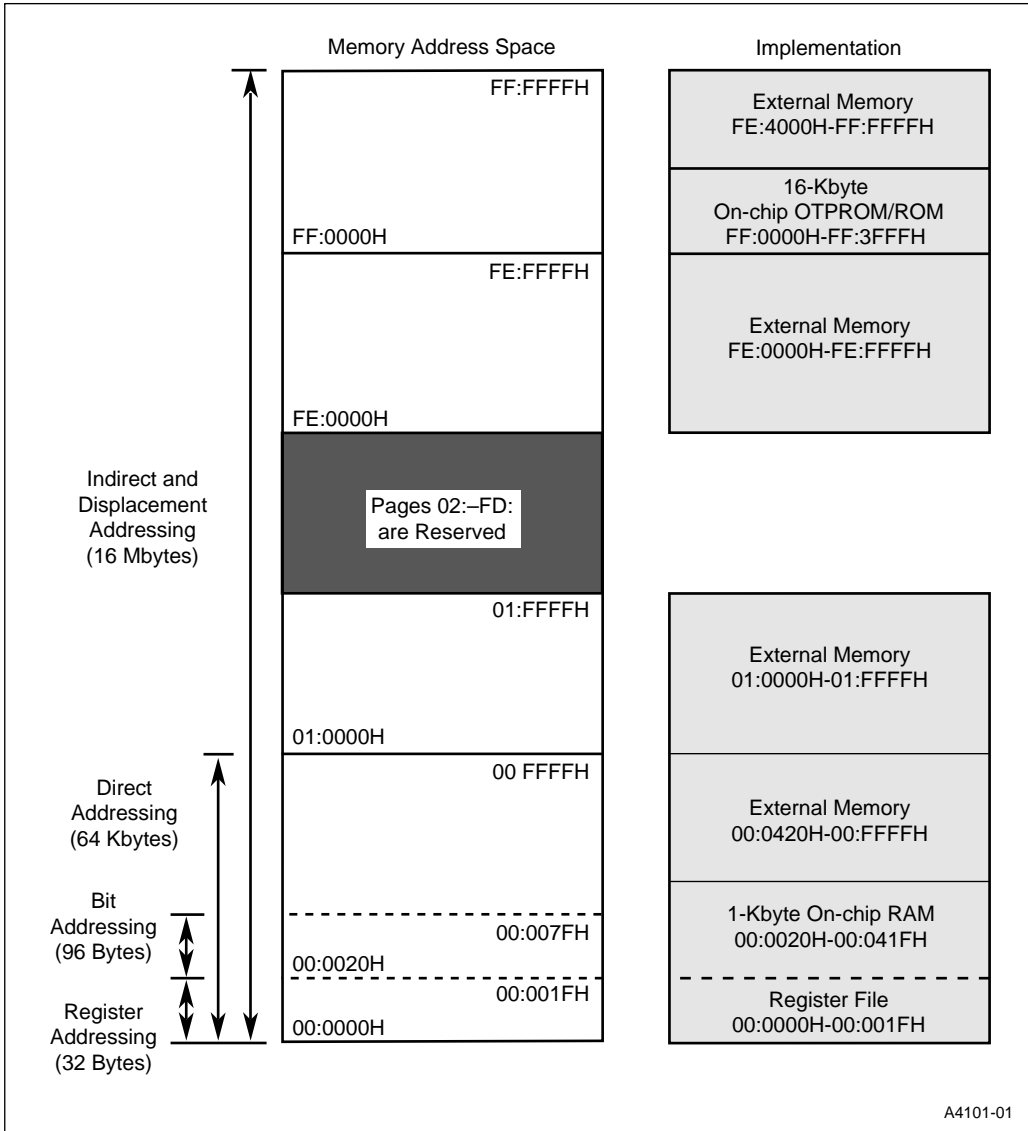 Memory Address Space
Implementation
FF:FFFFH
FF:0000H
FE:FFFFH
FE:0000H
Pages 02:–FD:
are Reserved
01:FFFFH
01:0000H
00 FFFFH
00:007FH
00:0020H
00:001FH
00:0000H
Indirect and
Displacement
Addressing
(16 Mbytes)
Direct
Addressing
(64 Kbytes)
Bit
Addressing
(96 Bytes)
Register
Addressing
(32 Bytes)
External Memory
FE:4000H-FF:FFFFH
16-Kbyte
On-chip OTPROM/ROM
FF:0000H-FF:3FFFH
External Memory
FE:0000H-FE:FFFFH
External Memory
01:0000H-01:FFFFH
External Memory
00:0420H-00:FFFFH
1-Kbyte On-chip RAM
00:0020H-00:041FH
Register File
00:0000H-00:001FH
A4101-01